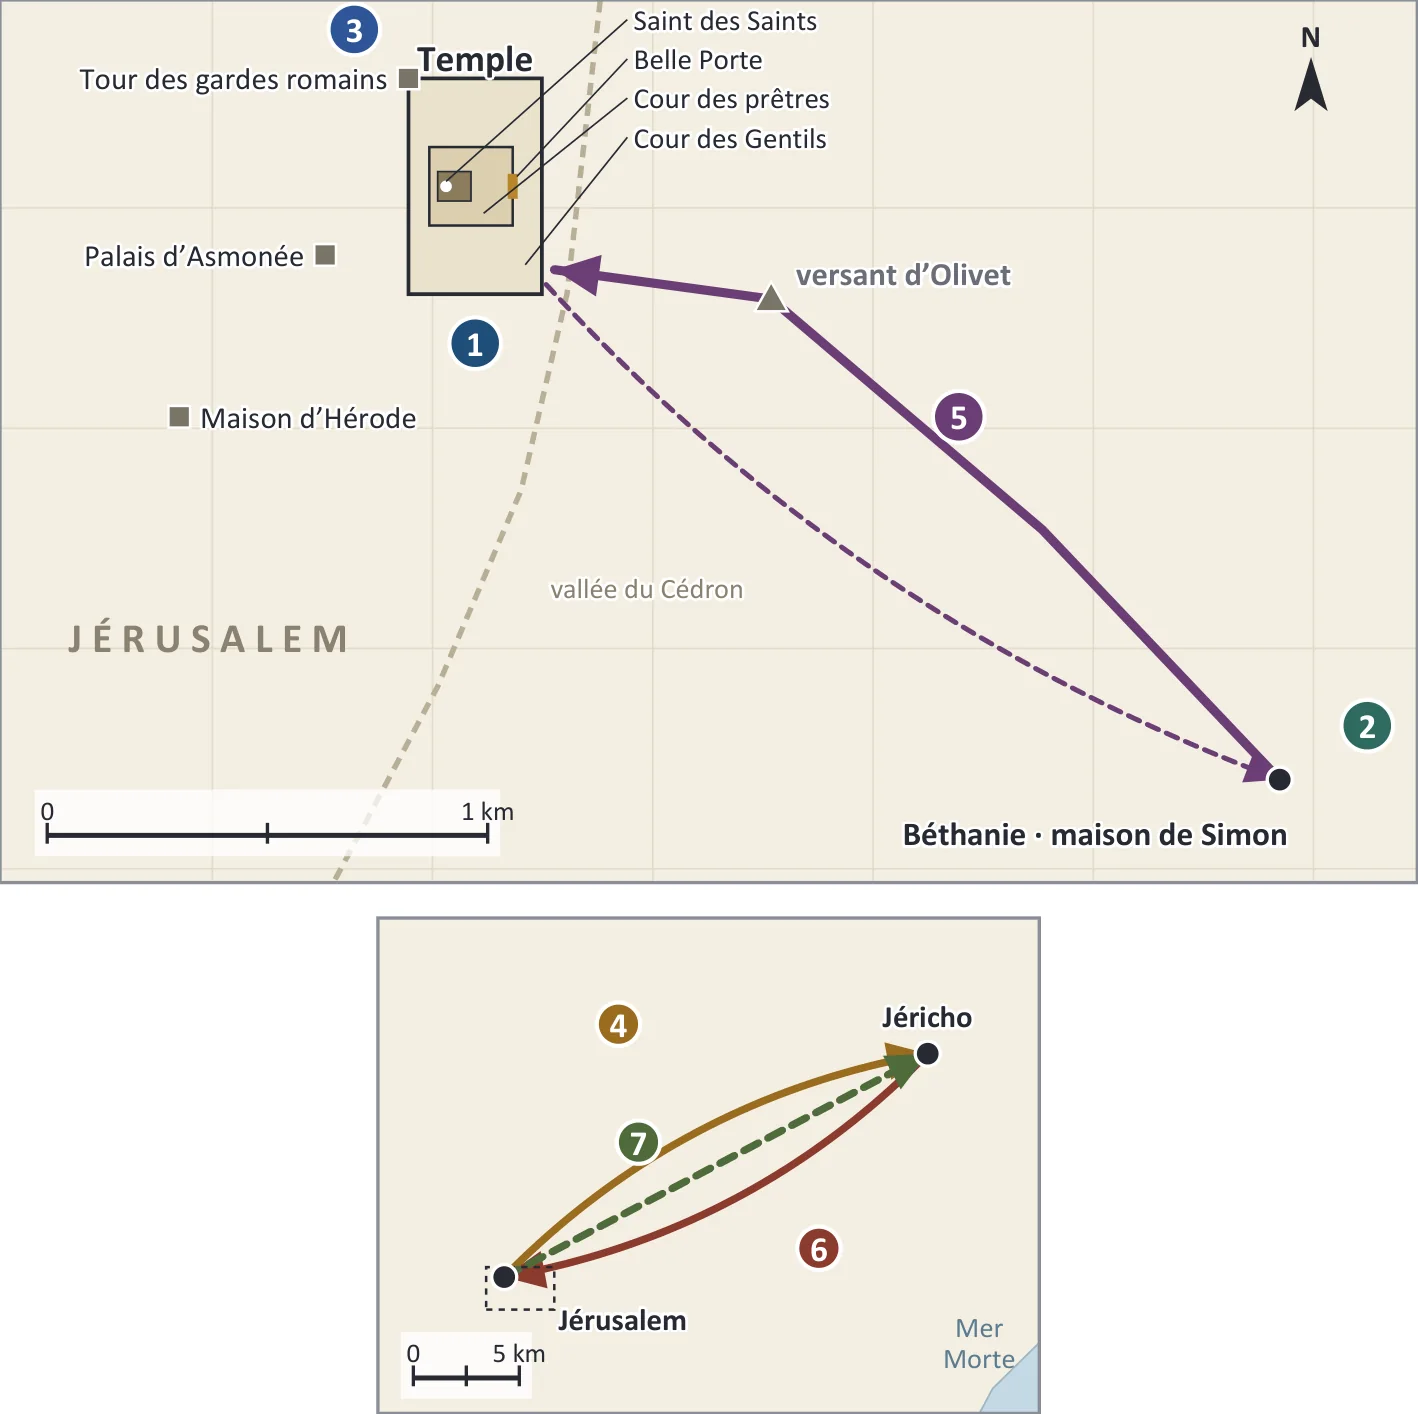 3
Saint des Saints
N
Temple
Belle Porte
Tour des gardes romains
Cour des prêtres
Cour des Gentils
Palais d’Asmonée
versant d’Olivet
1
Maison d’Hérode
5
vallée du Cédron
JÉRUSALEM
2
0 1 km
Béthanie · maison de Simon
4
Jéricho
7
6
Jérusalem
Mer
Morte
0 5 km